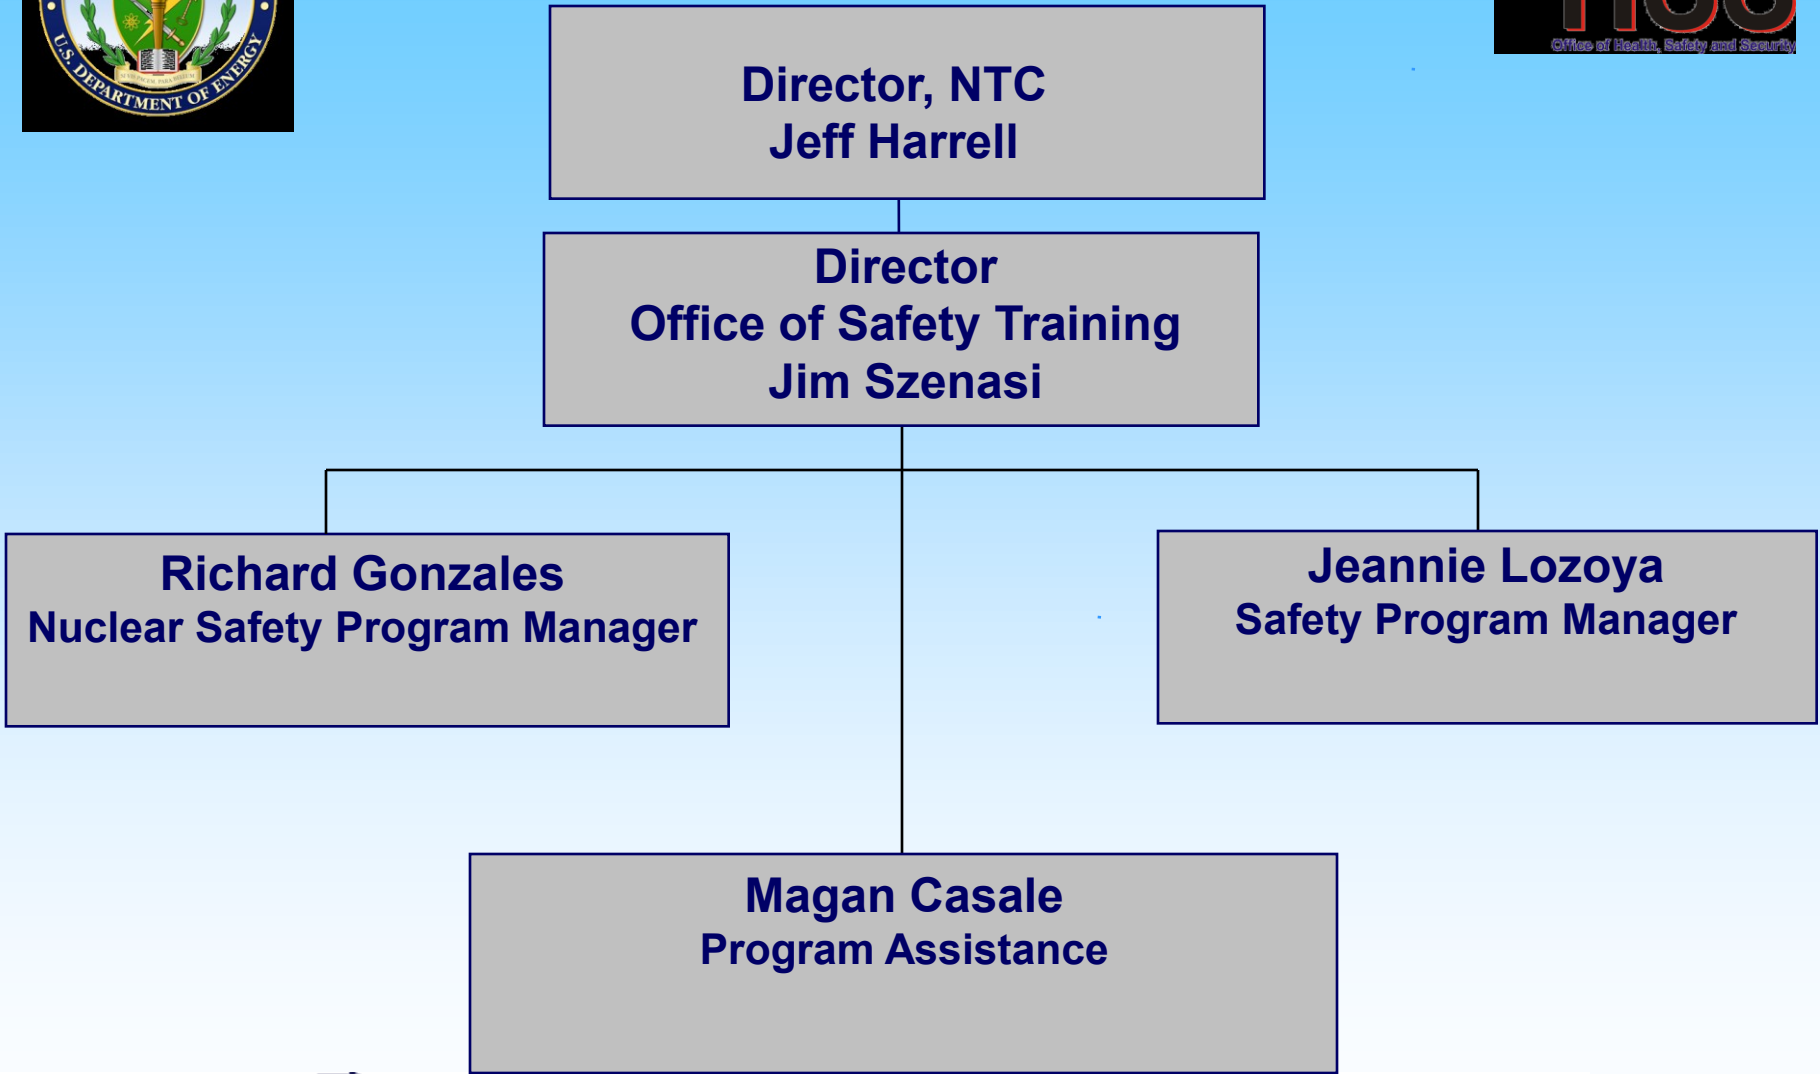 U.S. DEPARTMENT OF ENERGY
Office of Health, Safety and Security
Director, NTC
Jeff Harrell
Director
Office of Safety Training
Jim Szenasi
Richard Gonzales
Nuclear Safety Program Manager
Jeannie Lozoya
Safety Program Manager
Magan Casale
Program Assistance